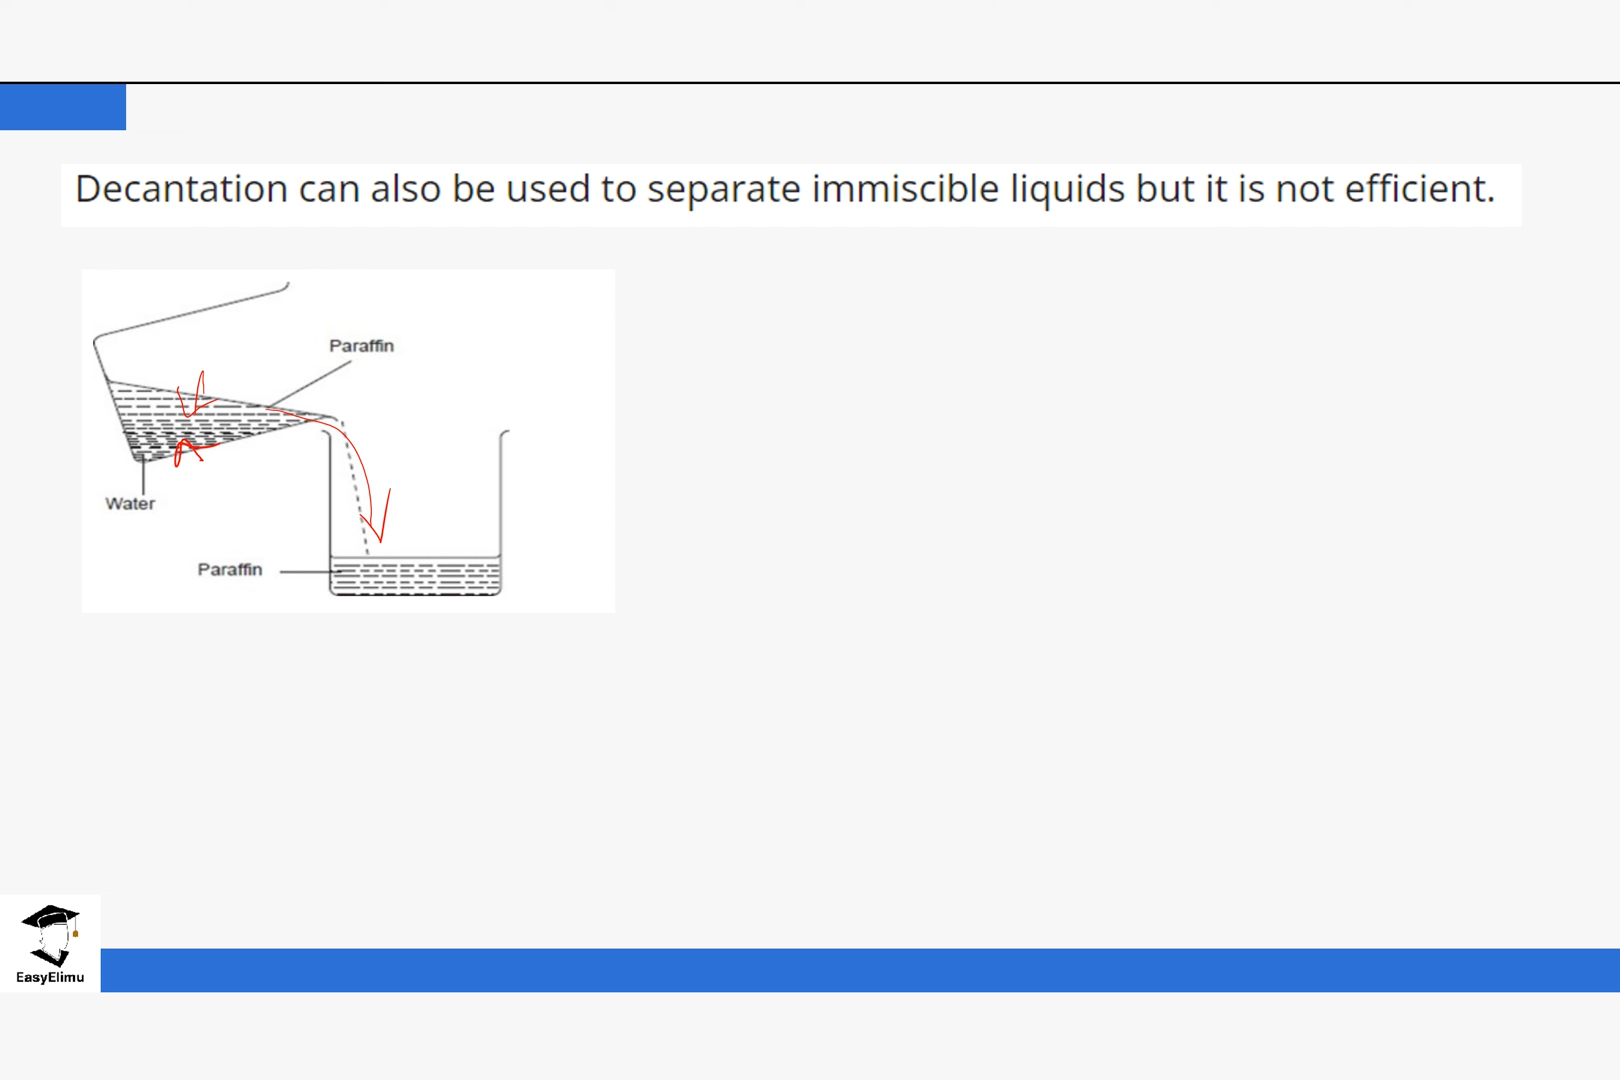 Decantation can also be used to separate immiscible liquids but it is not efficient.
Paraffin
Water
Paraffin
EasyElimu